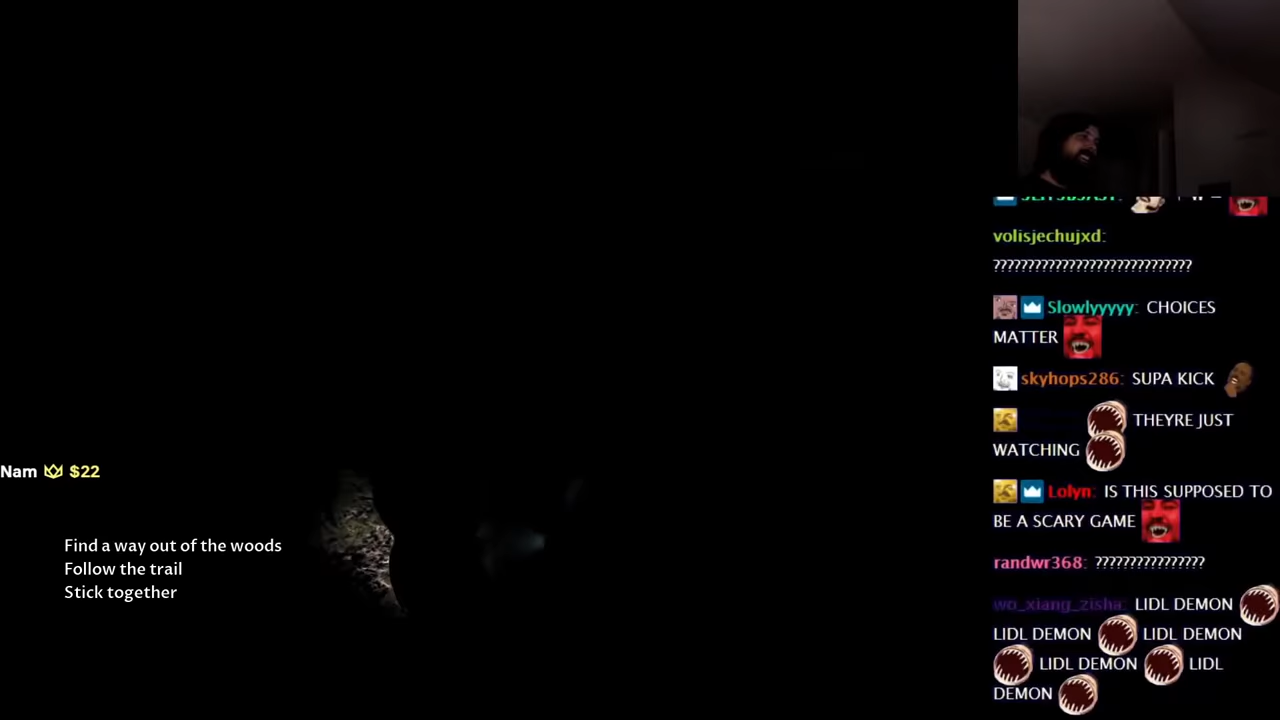 Nam $22
Find a way out of the woods
Follow the trail
Stick together
volisjechujxd:
?????????????????????????????
Slowlyyyyy: CHOICES
MATTER
skyhops286: SUPA KICK
THEYRE JUST
WATCHING
Lolyn: IS THIS SUPPOSED TO
BE A SCARY GAME
randwr368: ????????????????
wo_xiang_zisha: LIDL DEMON
LIDL DEMON LIDL DEMON
LIDL DEMON LIDL
DEMON